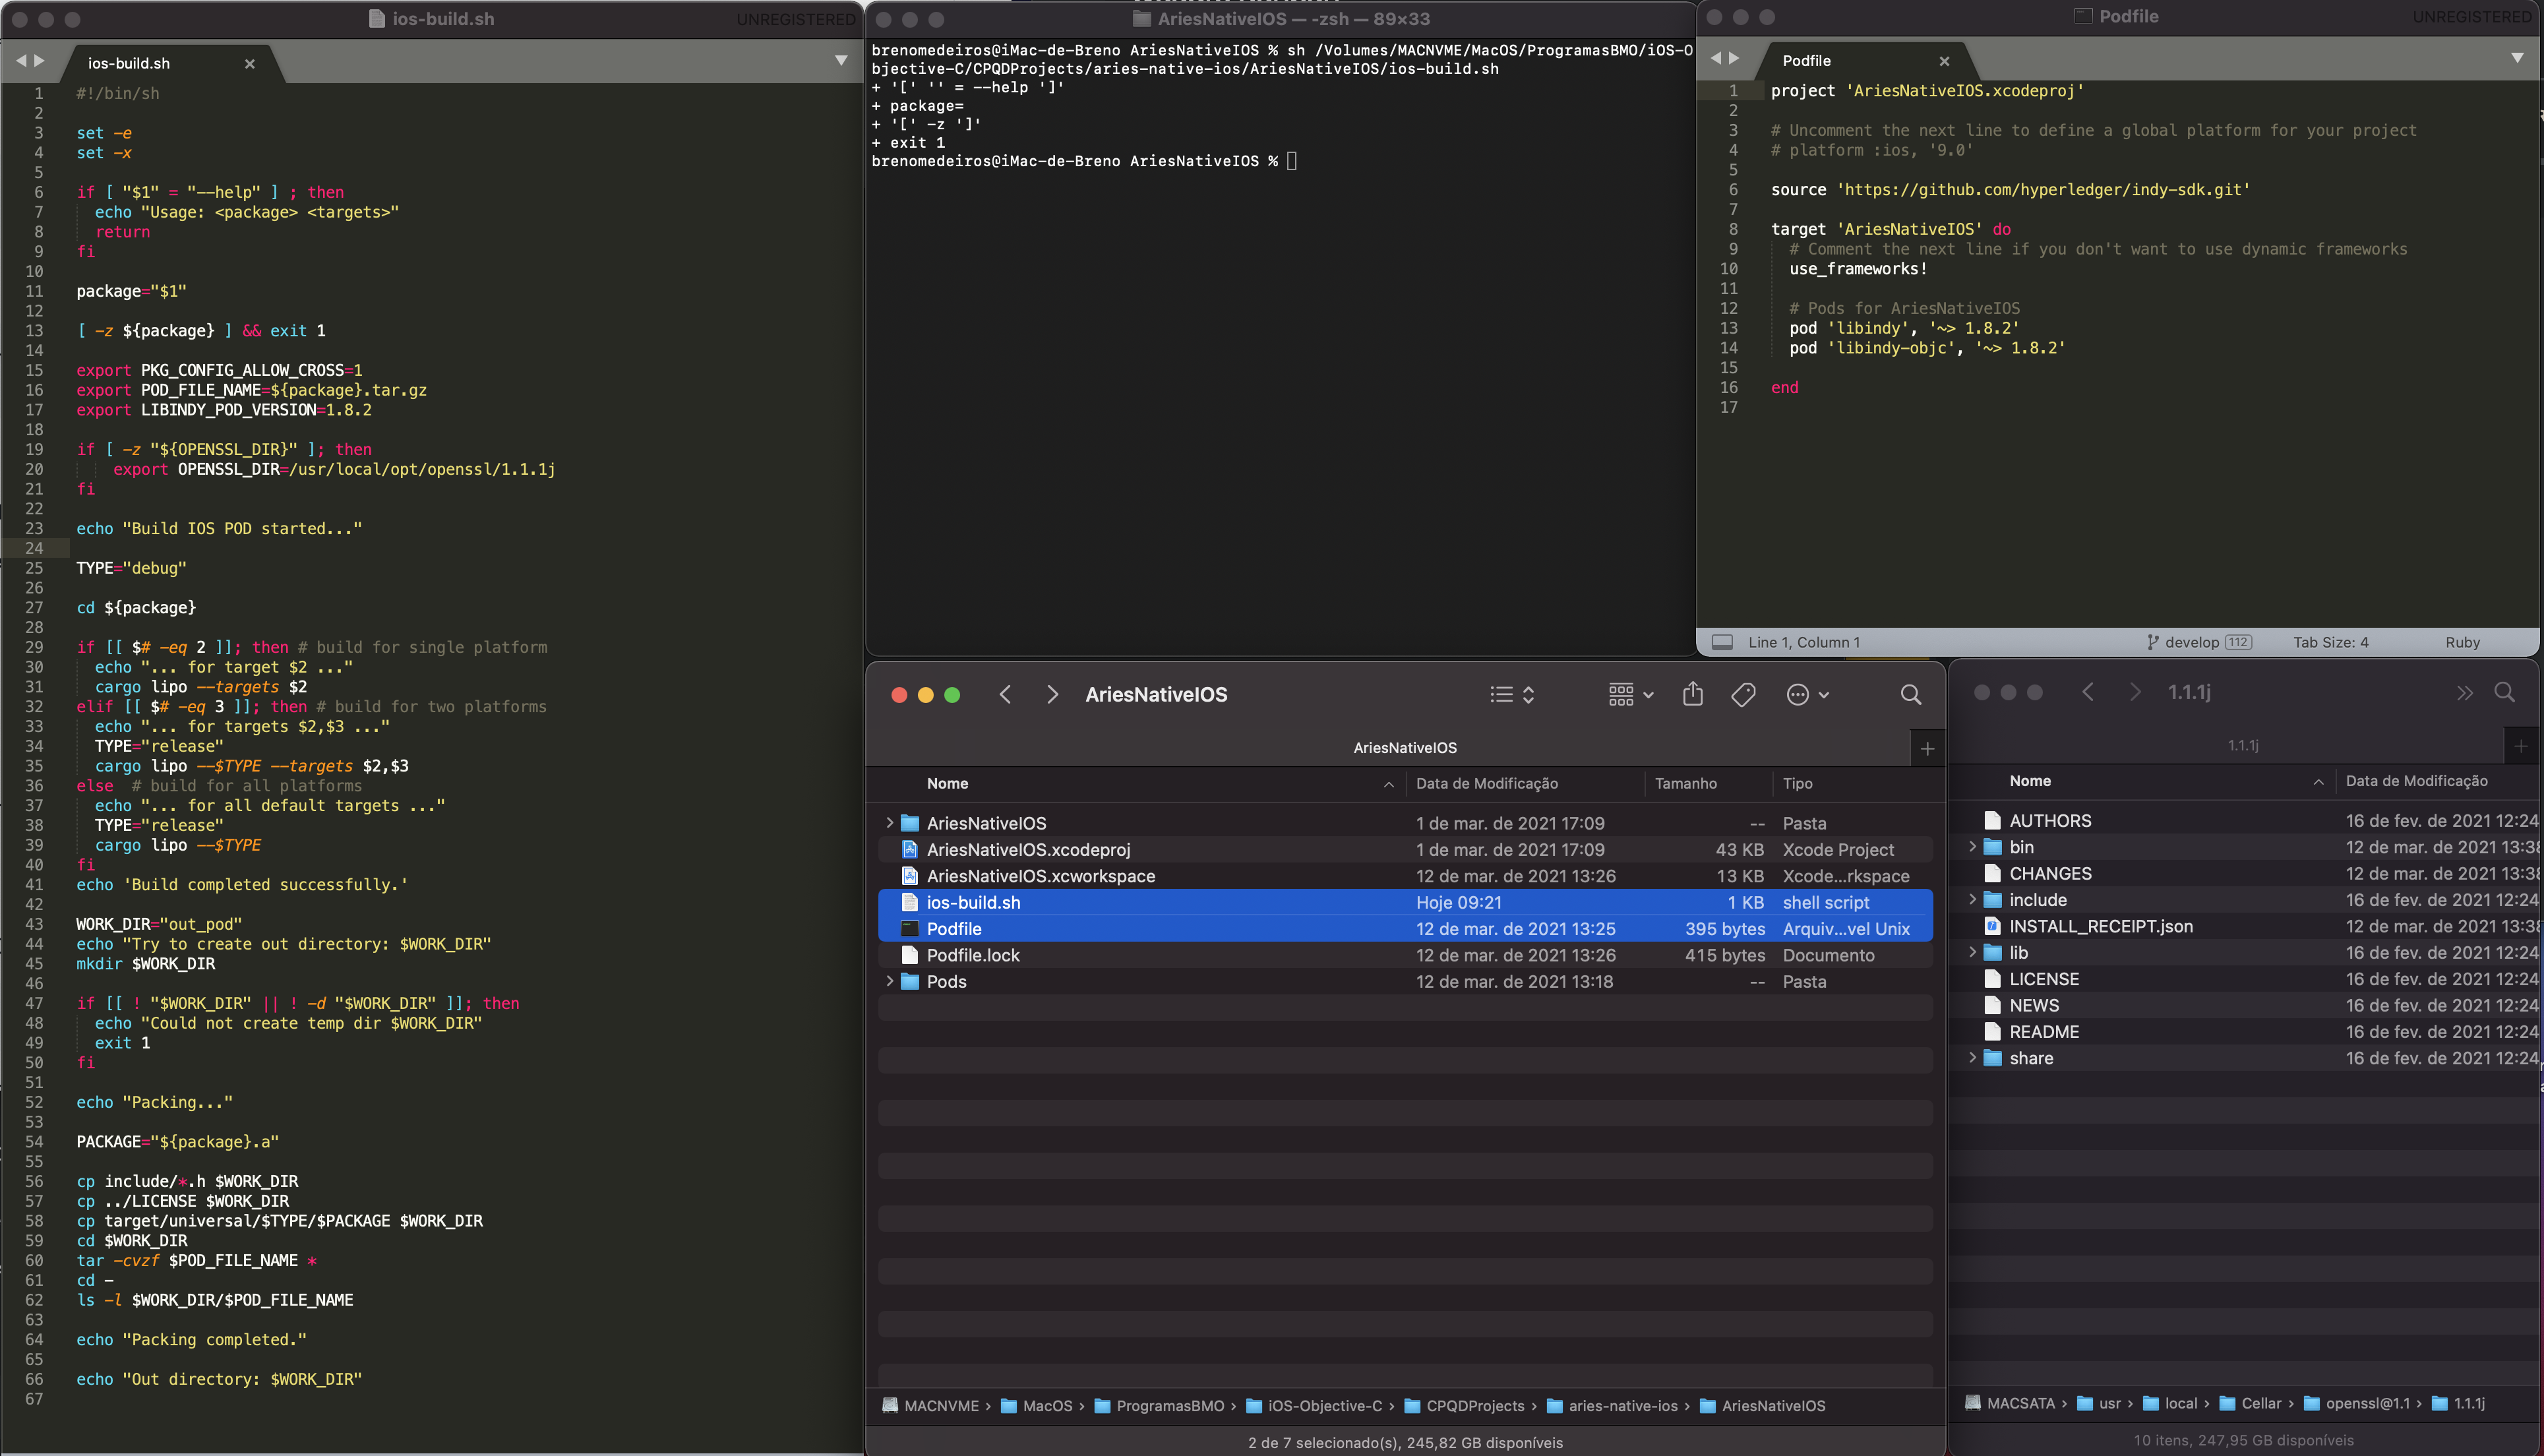 ios-build.sh
UNREGISTERED
ios-build.sh
1 #!/bin/sh
2
3 set -e
4 set -x
5
6 if [ "$1" = "--help" ] ; then
7 echo "Usage: <package> <targets>"
8 return
9 fi
10
11 package="$1"
12
13 [ -z ${package} ] && exit 1
14
15 export PKG_CONFIG_ALLOW_CROSS=1
16 export POD_FILE_NAME=${package}.tar.gz
17 export LIBINDY_POD_VERSION=1.8.2
18
19 if [ -z "${OPENSSL_DIR}" ]; then
20 export OPENSSL_DIR=/usr/local/opt/openssl/1.1.1j
21 fi
22
23 echo "Build IOS POD started..."
24
25 TYPE="debug"
26
27 cd ${package}
28
29 if [[ $# -eq 2 ]]; then # build for single platform
30 echo "... for target $2 ..."
31 cargo lipo --targets $2
32 elif [[ $# -eq 3 ]]; then # build for two platforms
33 echo "... for targets $2,$3 ..."
34 TYPE="release"
35 cargo lipo --$TYPE --targets $2,$3
36 else # build for all platforms
37 echo "... for all default targets ..."
38 TYPE="release"
39 cargo lipo --$TYPE
40 fi
41 echo 'Build completed successfully.'
42
43 WORK_DIR="out_pod"
44 echo "Try to create out directory: $WORK_DIR"
45 mkdir $WORK_DIR
46
47 if [[ ! "$WORK_DIR" || ! -d "$WORK_DIR" ]]; then
48 echo "Could not create temp dir $WORK_DIR"
49 exit 1
50 fi
51
52 echo "Packing..."
53
54 PACKAGE="${package}.a"
55
56 cp include/*.h $WORK_DIR
57 cp ../LICENSE $WORK_DIR
58 cp target/universal/$TYPE/$PACKAGE $WORK_DIR
59 cd $WORK_DIR
60 tar -cvzf $POD_FILE_NAME *
61 cd -
62 ls -l $WORK_DIR/$POD_FILE_NAME
63
64 echo "Packing completed."
65
66 echo "Out directory: $WORK_DIR"
67
AriesNativeIOS — -zsh — 89×33
brenomedeiros@iMac-de-Breno AriesNativeIOS % sh /Volumes/MACNVME/MacOS/ProgramasBMO/iOS-O
bjective-C/CPQDProjects/aries-native-ios/AriesNativeIOS/ios-build.sh
+ '[' '' = --help ']'
+ package=
+ '[' -z ']'
+ exit 1
brenomedeiros@iMac-de-Breno AriesNativeIOS %
Podfile
UNREGISTERED
Podfile
1 project 'AriesNativeIOS.xcodeproj'
2
3 # Uncomment the next line to define a global platform for your project
4 # platform :ios, '9.0'
5
6 source 'https://github.com/hyperledger/indy-sdk.git'
7
8 target 'AriesNativeIOS' do
9 # Comment the next line if you don't want to use dynamic frameworks
10 use_frameworks!
11
12 # Pods for AriesNativeIOS
13 pod 'libindy', '~> 1.8.2'
14 pod 'libindy-objc', '~> 1.8.2'
15
16 end
17
Line 1, Column 1 develop 112 Tab Size: 4 Ruby
AriesNativeIOS
AriesNativeIOS
Nome Data de Modificação Tamanho Tipo
AriesNativeIOS 1 de mar. de 2021 17:09 -- Pasta
AriesNativeIOS.xcodeproj 1 de mar. de 2021 17:09 43 KB Xcode Project
AriesNativeIOS.xcworkspace 12 de mar. de 2021 13:26 13 KB Xcode...rkspace
ios-build.sh Hoje 09:21 1 KB shell script
Podfile 12 de mar. de 2021 13:25 395 bytes Arquiv...vel Unix
Podfile.lock 12 de mar. de 2021 13:26 415 bytes Documento
Pods 12 de mar. de 2021 13:18 -- Pasta
MACNVME › MacOS › ProgramasBMO › iOS-Objective-C › CPQDProjects › aries-native-ios › AriesNativeIOS
2 de 7 selecionado(s), 245,82 GB disponíveis
1.1.1j
1.1.1j
Nome Data de Modificação
AUTHORS 16 de fev. de 2021 12:24
bin 12 de mar. de 2021 13:38
CHANGES 12 de mar. de 2021 13:38
include 16 de fev. de 2021 12:24
INSTALL_RECEIPT.json 12 de mar. de 2021 13:38
lib 16 de fev. de 2021 12:24
LICENSE 16 de fev. de 2021 12:24
NEWS 16 de fev. de 2021 12:24
README 16 de fev. de 2021 12:24
share 16 de fev. de 2021 12:24
MACSATA › usr › local › Cellar › openssl@1.1 › 1.1.1j
10 itens, 247,95 GB disponíveis